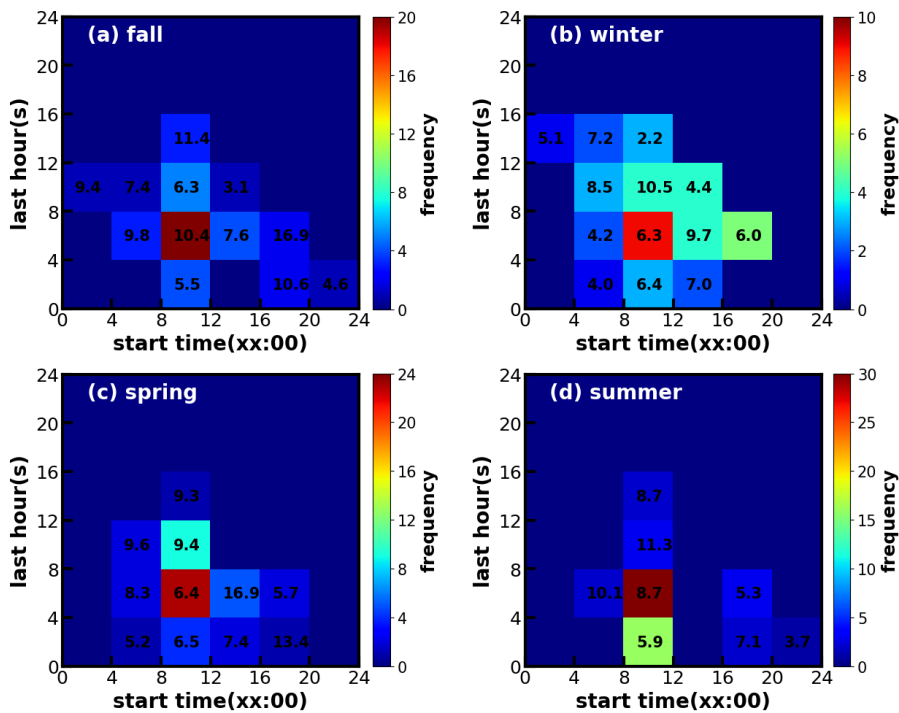 (a) fall
24
20
16
12
8
4
0
11.4
9.4 7.4 6.3 3.1
9.8 10.4 7.6 16.9
5.5 10.6 4.6
0 4 8 12 16 20 24
start time(xx:00)
last hour(s)
20
16
12
8
4
0
frequency
(b) winter
24
20
16
12
8
4
0
5.1 7.2 2.2
8.5 10.5 4.4
4.2 6.3 9.7 6.0
4.0 6.4 7.0
0 4 8 12 16 20 24
start time(xx:00)
last hour(s)
10
8
6
4
2
0
frequency
(c) spring
24
20
16
12
8
4
0
9.3
9.6 9.4
8.3 6.4 16.9 5.7
5.2 6.5 7.4 13.4
0 4 8 12 16 20 24
start time(xx:00)
last hour(s)
24
20
16
12
8
4
0
frequency
(d) summer
24
20
16
12
8
4
0
8.7
11.3
10.1 8.7 5.3
5.9 7.1 3.7
0 4 8 12 16 20 24
start time(xx:00)
last hour(s)
30
25
20
15
10
5
0
frequency